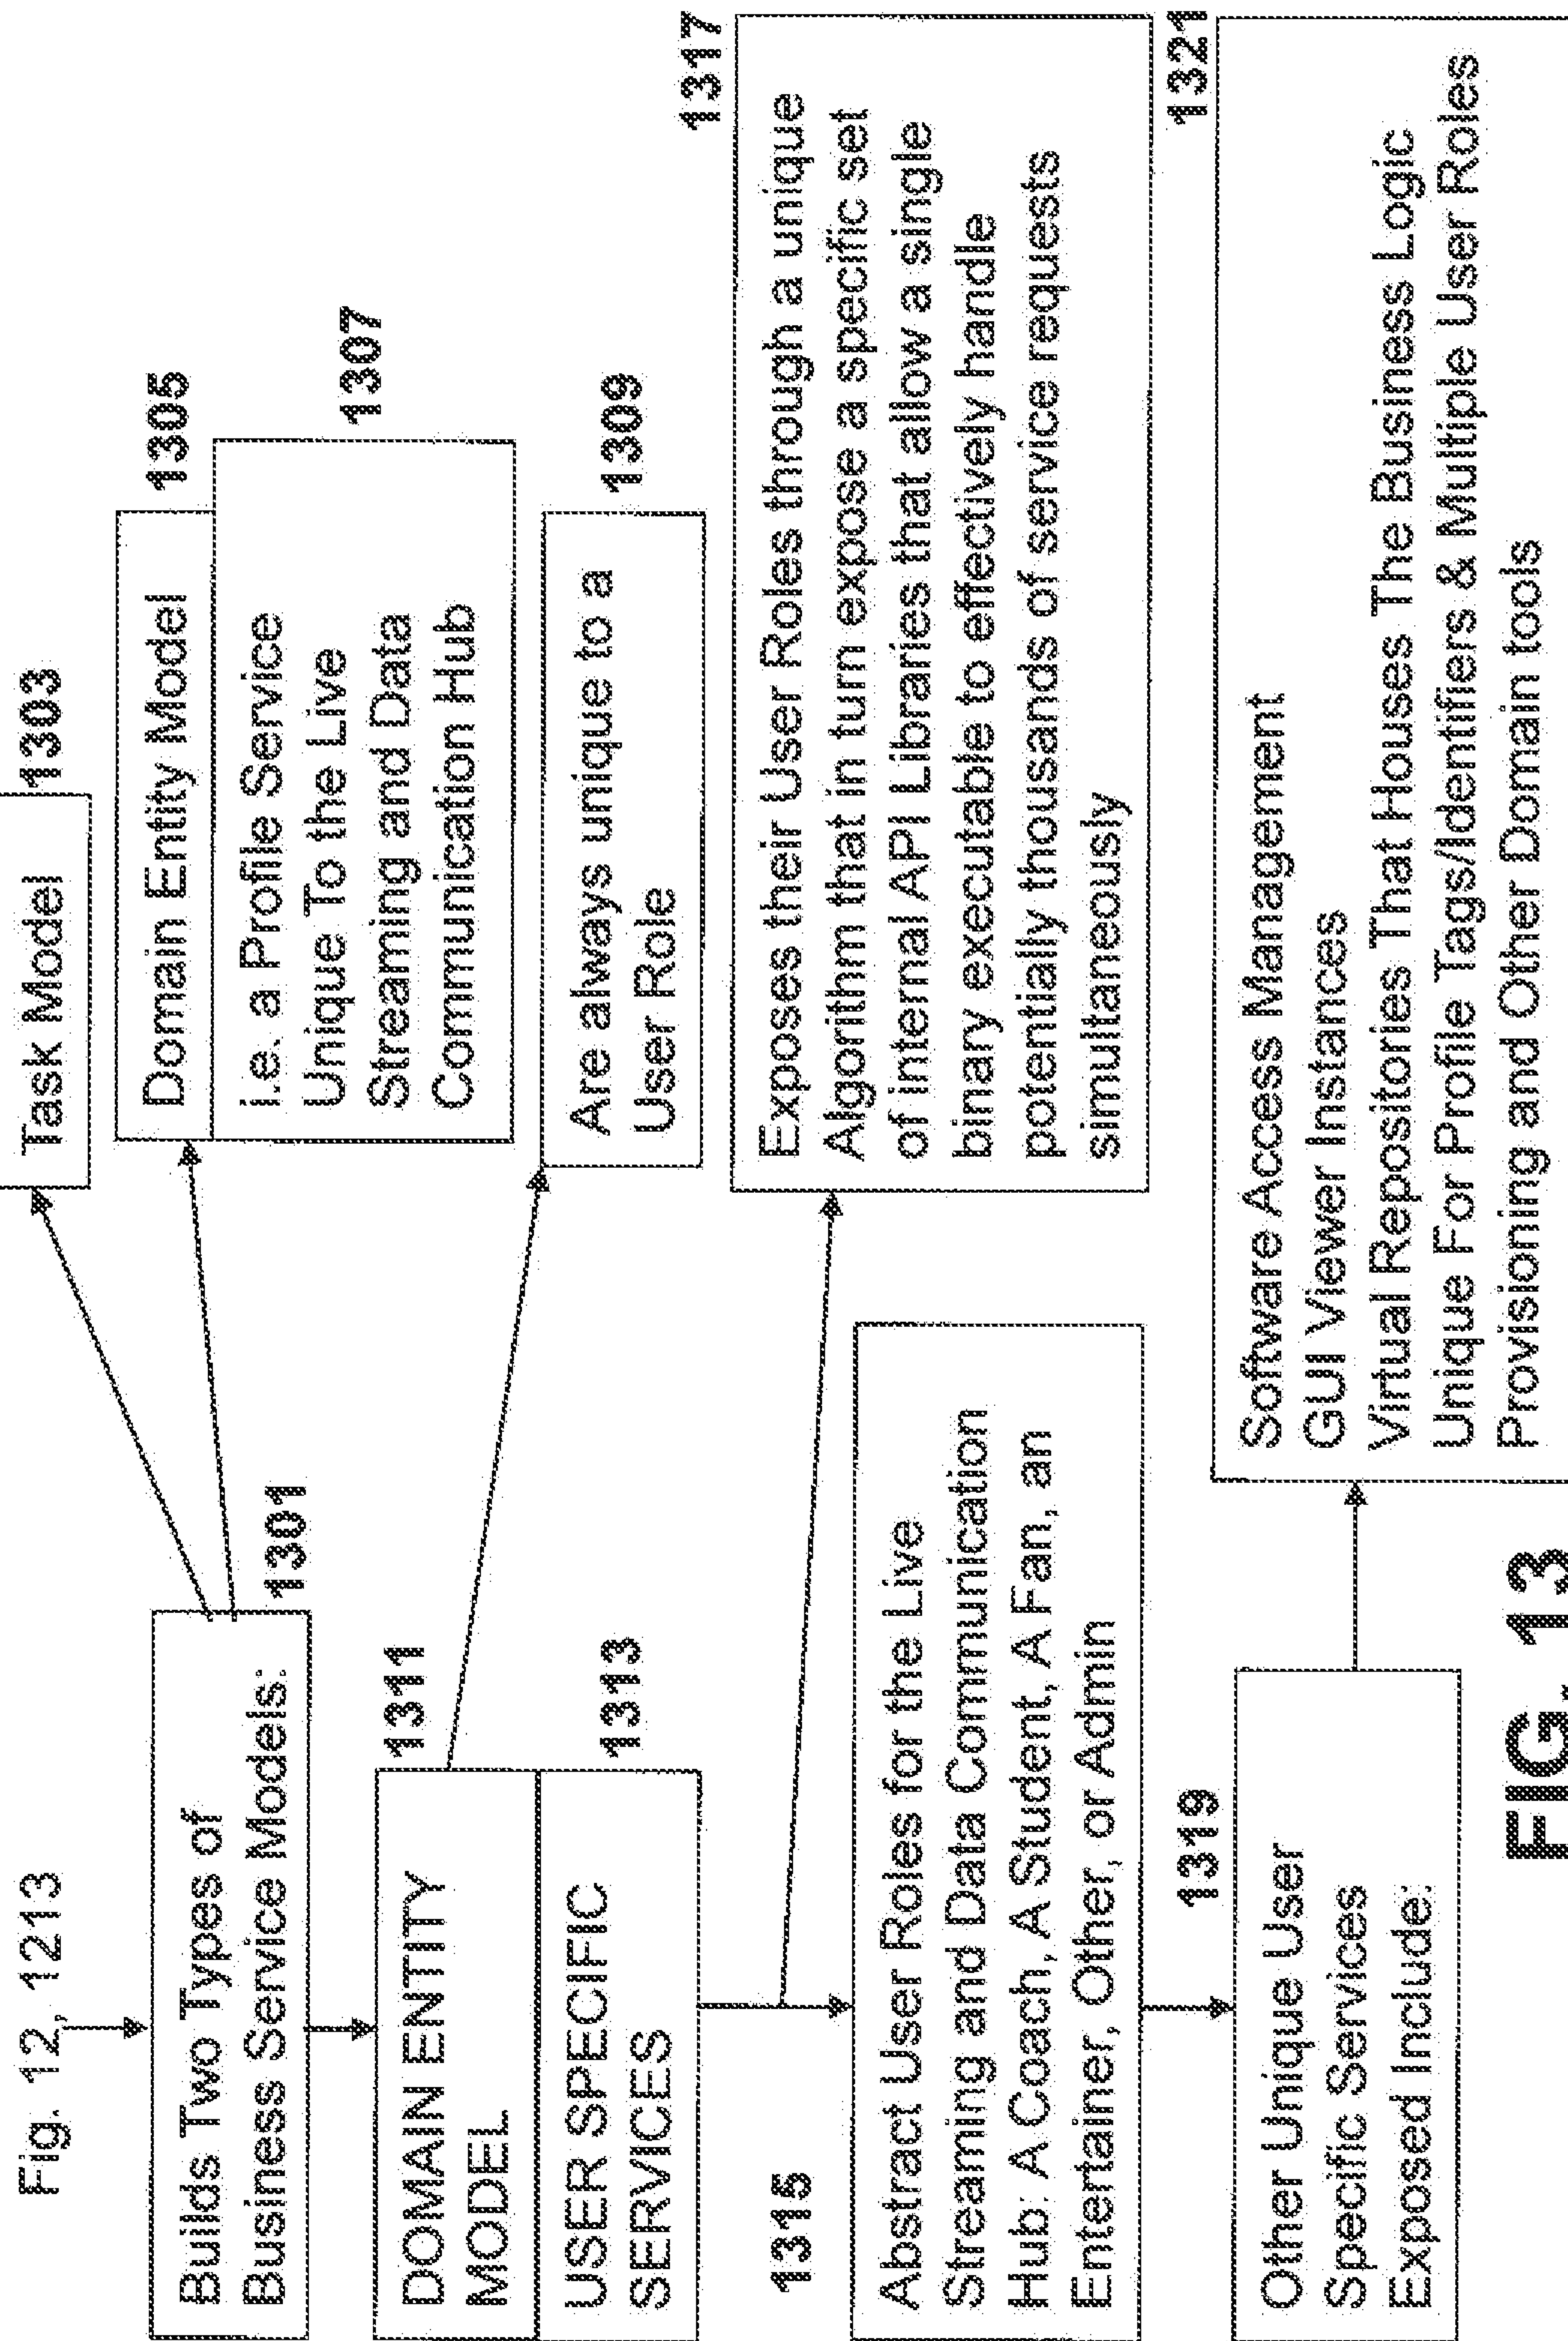 Fig. 12, 1213
Builds Two Types of
Business Service Models:
1301
Task Model
1303
Domain Entity Model
1305
i.e. a Profile Service
Unique To the Live
Streaming and Data
Communication Hub
1307
DOMAIN ENTITY
MODEL
1311
Are always unique to a
User Role
1309
USER SPECIFIC
SERVICES
1313
1315
Exposes their User Roles through a unique
Algorithm that in turn expose a specific set
of internal API Libraries that allow a single
binary executable to effectively handle
potentially thousands of service requests
simultaneously
1317
Abstract User Roles for the Live
Streaming and Data Communication
Hub: A Coach, A Student, A Fan, an
Entertainer, Other, or Admin
1319
Other Unique User
Specific Services
Exposed Include:
1321
Software Access Management
GUI Viewer Instances
Virtual Repositories That Houses The Business Logic
Unique For Profile Tags/Identifiers & Multiple User Roles
Provisioning and Other Domain tools
FIG. 13